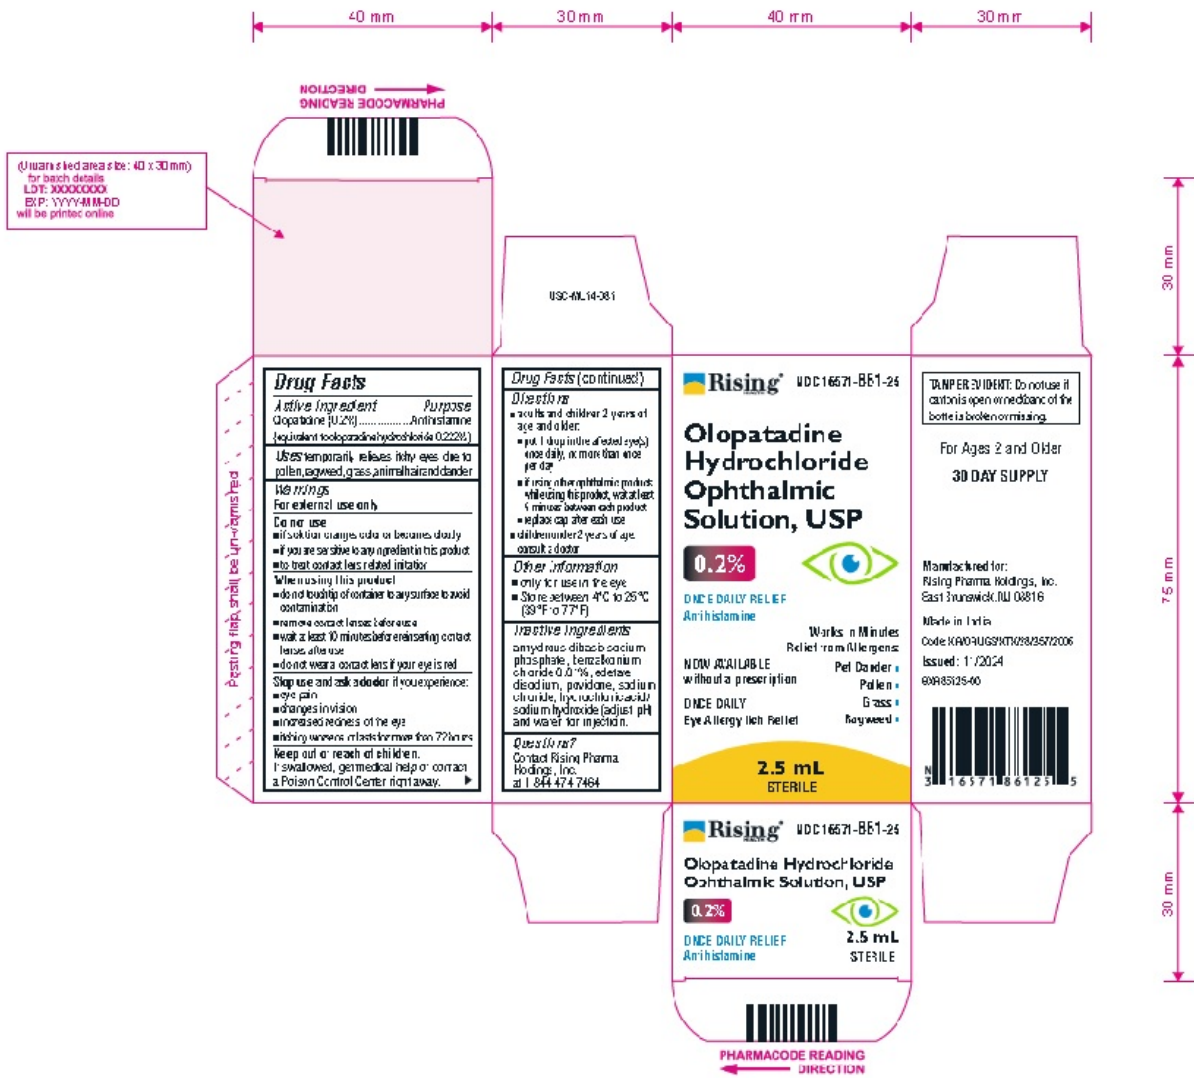 40 mm
30 mm
40 mm
30 mm
PHARMACODE READING
DIRECTION
(Unvarnished area size: 40 x 30 mm)
for batch details
LOT: XXXXXXXX
EXP: YYYY-MM-DD
will be printed online
30 mm
75 mm
30 mm
Pasting flap, shall be un-varnished
Drug Facts
Active ingredient Purpose
Olopatadine (0.2%)..................Antihistamine
(equivalent to olopatadine hydrochloride 0.222%)
Uses temporarily relieves itchy eyes due to
pollen, ragweed, grass, animal hair and dander
Warnings
For external use only
Do not use
▪ if solution changes color or becomes cloudy
▪ if you are sensitive to any ingredient in this product
▪ to treat contact lens related irritation
When using this product
▪ do not touch tip of container to any surface to avoid
contamination
▪ remove contact lenses before use
▪ wait at least 10 minutes before reinserting contact
lenses after use
▪ do not wear a contact lens if your eye is red
Stop use and ask a doctor if you experience:
▪ eye pain
▪ changes in vision
▪ increased redness of the eye
▪ itching worsens or lasts for more than 72 hours
Keep out of reach of children.
If swallowed, get medical help or contact
a Poison Control Center right away.
Drug Facts (continued)
Directions
▪ adults and children 2 years of
age and older:
▪ put 1 drop in the affected eye(s)
once daily, no more than once
per day
▪ if using other ophthalmic products
while using this product, wait at least
5 minutes between each product
▪ replace cap after each use
▪ children under 2 years of age:
consult a doctor
Other information
▪ only for use in the eye
▪ Store between 4°C to 25°C
(39°F to 77°F)
Inactive ingredients
anhydrous dibasic sodium
phosphate, benzalkonium
chloride 0.01%, edetate
disodium, povidone, sodium
chloride, hydrochloric acid/
sodium hydroxide (adjust pH)
and water for injection.
Questions?
Contact Rising Pharma
Holdings, Inc.
at 1-844-474-7464
Rising® NDC 16571-861-25
HEALTH
Olopatadine
Hydrochloride
Ophthalmic
Solution, USP
0.2%
ONCE DAILY RELIEF
Antihistamine
Works in Minutes
Relief from Allergens:
Pet Dander ▪
Pollen ▪
Grass ▪
Ragweed ▪
NOW AVAILABLE
without a prescription
ONCE DAILY
Eye Allergy Itch Relief
2.5 mL
STERILE
TAMPER EVIDENT: Do not use if
carton is open or neckband of the
bottle is broken or missing.
For Ages 2 and Older
30 DAY SUPPLY
Manufactured for:
Rising Pharma Holdings, Inc.
East Brunswick, NJ 08816
Made in India
Issued: 11/2024
N
3 16571 86125 5
Rising® NDC 16571-861-25
HEALTH
Olopatadine Hydrochloride
Ophthalmic Solution, USP
0.2%
ONCE DAILY RELIEF
Antihistamine
2.5 mL
STERILE
PHARMACODE READING
DIRECTION